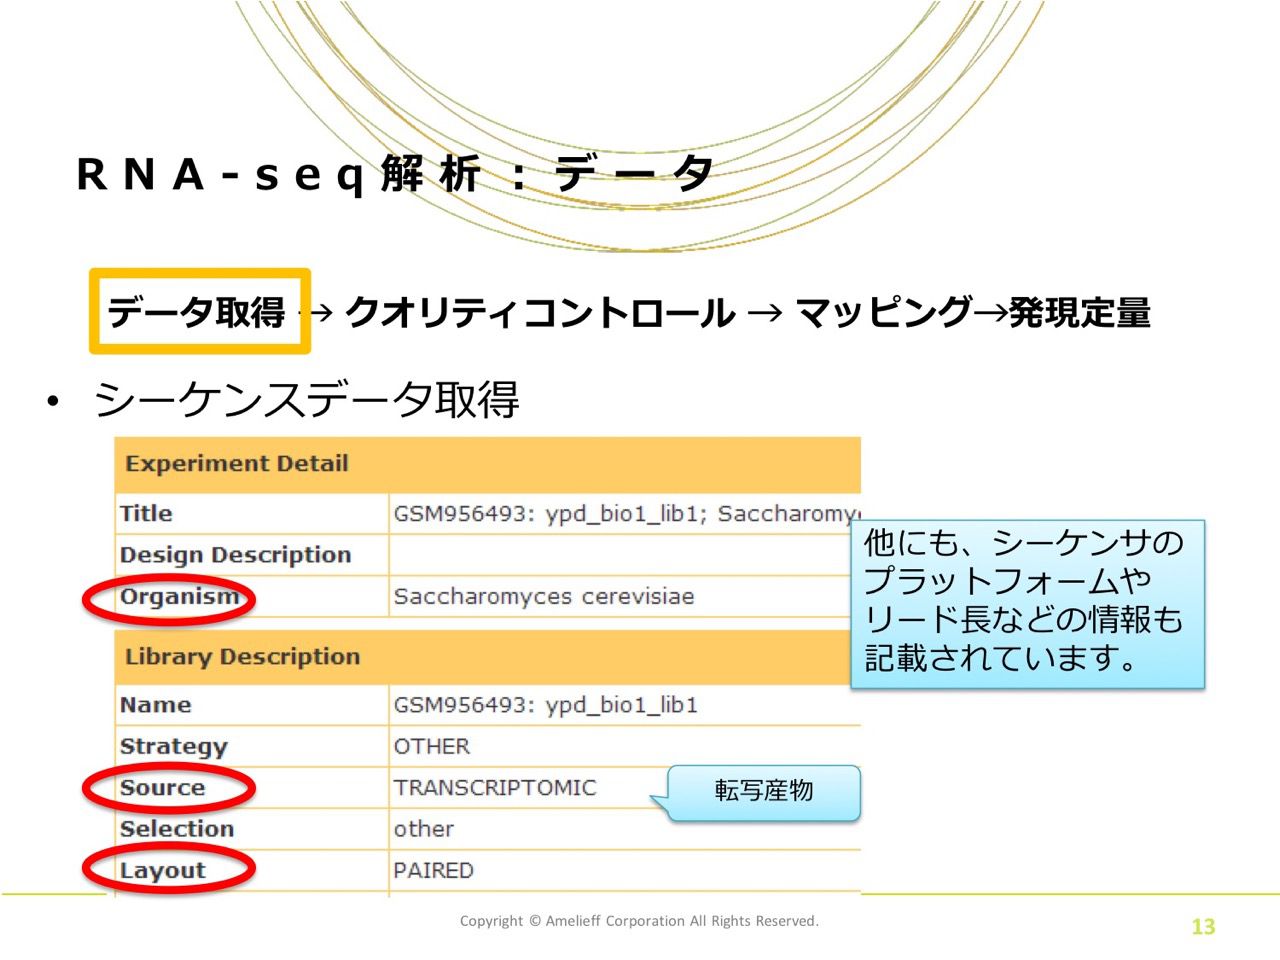 RNA-seq解析：データ
データ取得 → クオリティコントロール → マッピング→発現定量
• シーケンスデータ取得
Experiment Detail
Title GSM956493: ypd_bio1_lib1;
Design Description
Organism Saccharomyces cerevisiae
他にも、シーケンサの
プラットフォームや
リード長などの情報も
記載されています。
Library Description
Name GSM956493: ypd_bio1_lib1
Strategy OTHER
Source TRANSCRIPTOMIC
転写産物
Selection other
Layout PAIRED
Copyright © Amelieff Corporation All Rights Reserved.
13